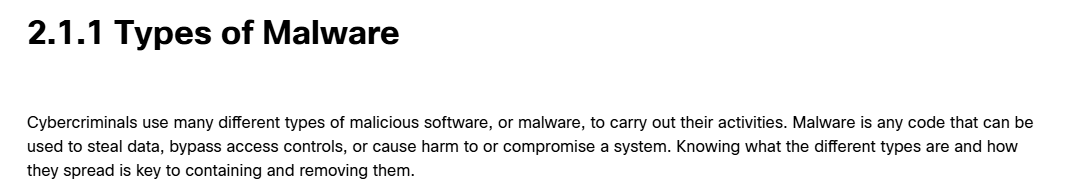 2.1.1 Types of Malware
Cybercriminals use many different types of malicious software, or malware, to carry out their activities. Malware is any code that can be
used to steal data, bypass access controls, or cause harm to or compromise a system. Knowing what the different types are and how
they spread is key to containing and removing them.